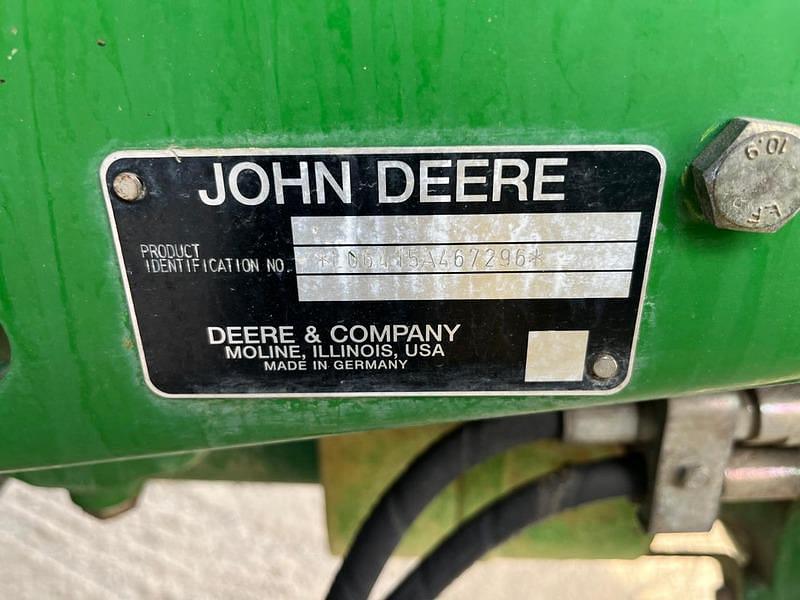 JOHN DEERE
PRODUCT
IDENTIFICATION NO.
*L06415A467296*
DEERE & COMPANY
MOLINE, ILLINOIS, USA
MADE IN GERMANY
10.9